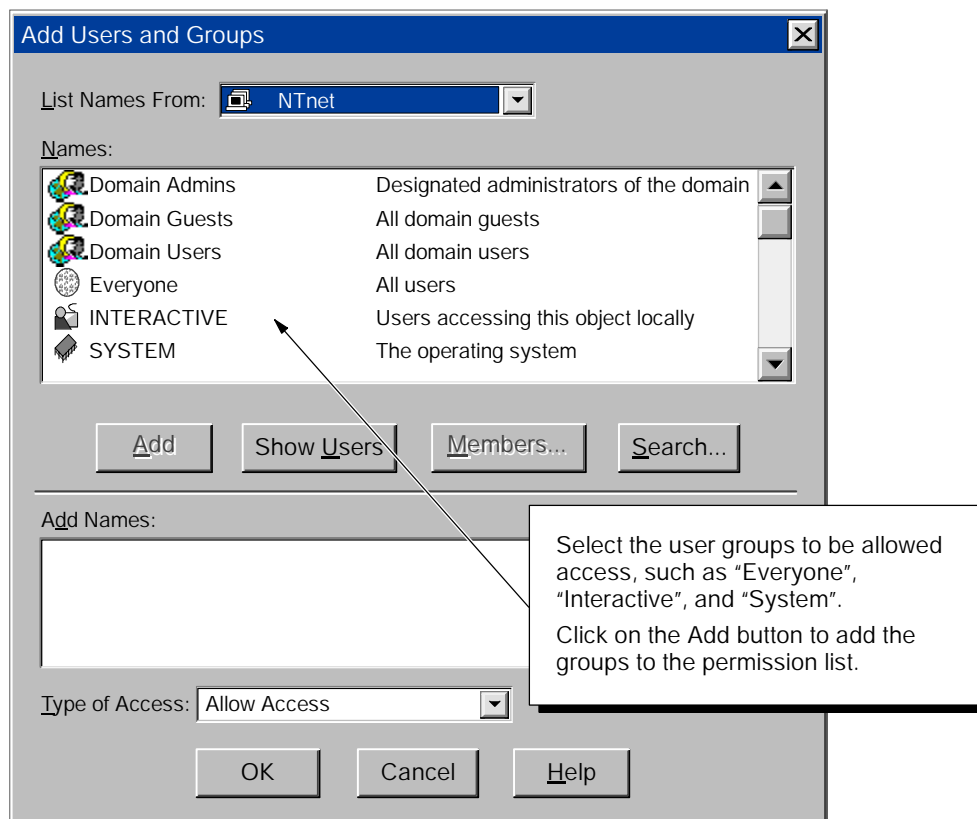 Add Users and Groups
List Names From: NTnet
Names:
Domain Admins Designated administrators of the domain
Domain Guests All domain guests
Domain Users All domain users
Everyone All users
INTERACTIVE Users accessing this object locally
SYSTEM The operating system
Add Show Users Members... Search...
Add Names:
Select the user groups to be allowed
access, such as “Everyone”,
“Interactive”, and “System”.
Click on the Add button to add the
groups to the permission list.
Type of Access: Allow Access
OK Cancel Help